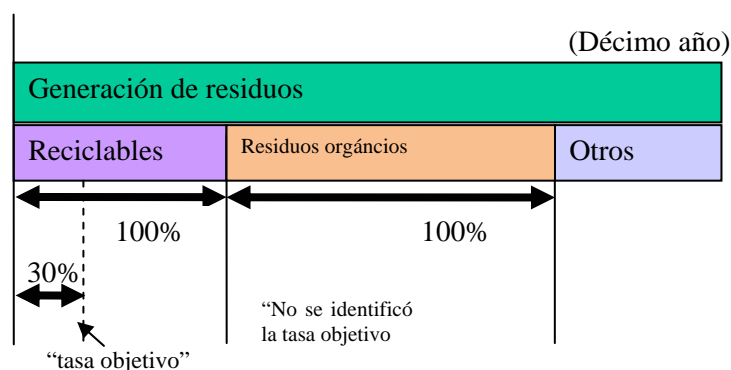 (Décimo año)
Generación de residuos
Reciclables
Residuos orgáncios
Otros
100%
100%
30%
“No se identificó
la tasa objetivo
“tasa objetivo”